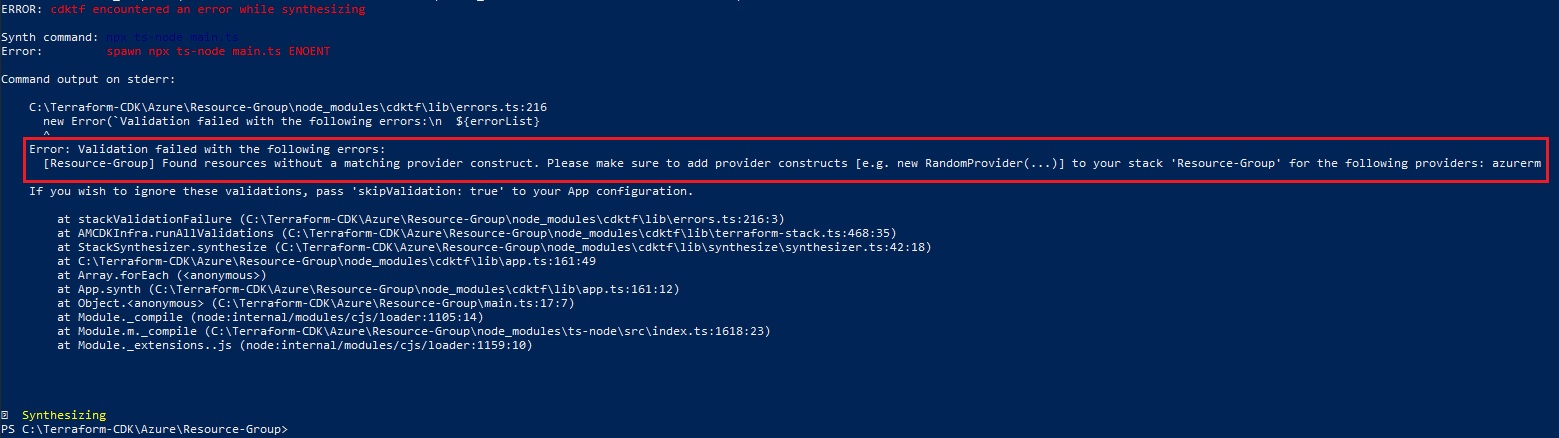 ERROR: cdktf encountered an error while synthesizing
Synth command: npx ts-node main.ts
Error: spawn npx ts-node main.ts ENOENT
Command output on stderr:
C:\Terraform-CDK\Azure\Resource-Group\node_modules\cdktf\lib\errors.ts:216
new Error(`Validation failed with the following errors:\n ${errorList}
^
Error: Validation failed with the following errors:
[Resource-Group] Found resources without a matching provider construct. Please make sure to add provider constructs [e.g. new RandomProvider(...)] to your stack 'Resource-Group' for the following providers: azurerm
If you wish to ignore these validations, pass 'skipValidation: true' to your App configuration.
at stackValidationFailure (C:\Terraform-CDK\Azure\Resource-Group\node_modules\cdktf\lib\errors.ts:216:3)
at AMCDKInfra.runAllValidations (C:\Terraform-CDK\Azure\Resource-Group\node_modules\cdktf\lib\terraform-stack.ts:468:35)
at StackSynthesizer.synthesize (C:\Terraform-CDK\Azure\Resource-Group\node_modules\cdktf\lib\synthesize\synthesizer.ts:42:18)
at C:\Terraform-CDK\Azure\Resource-Group\node_modules\cdktf\lib\app.ts:161:49
at Array.forEach (<anonymous>)
at App.synth (C:\Terraform-CDK\Azure\Resource-Group\node_modules\cdktf\lib\app.ts:161:12)
at Object.<anonymous> (C:\Terraform-CDK\Azure\Resource-Group\main.ts:17:7)
at Module._compile (node:internal/modules/cjs/loader:1105:14)
at Module.m._compile (C:\Terraform-CDK\Azure\Resource-Group\node_modules\ts-node\src\index.ts:1618:23)
at Module._extensions..js (node:internal/modules/cjs/loader:1159:10)
Synthesizing
PS C:\Terraform-CDK\Azure\Resource-Group>